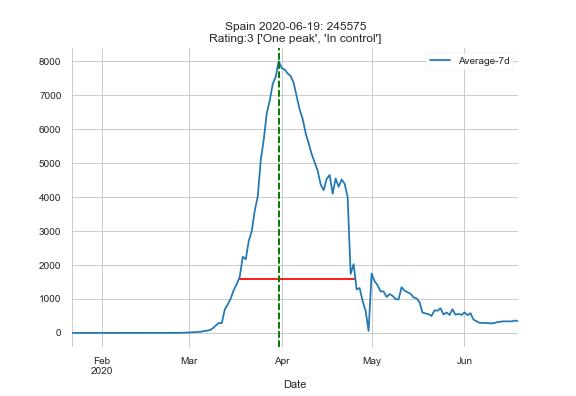 Spain 2020-06-19: 245575
Rating:3 ['One peak', 'In control']
Average-7d
8000
7000
6000
5000
4000
3000
2000
1000
0
Feb
2020
Mar
Apr
May
Jun
Date